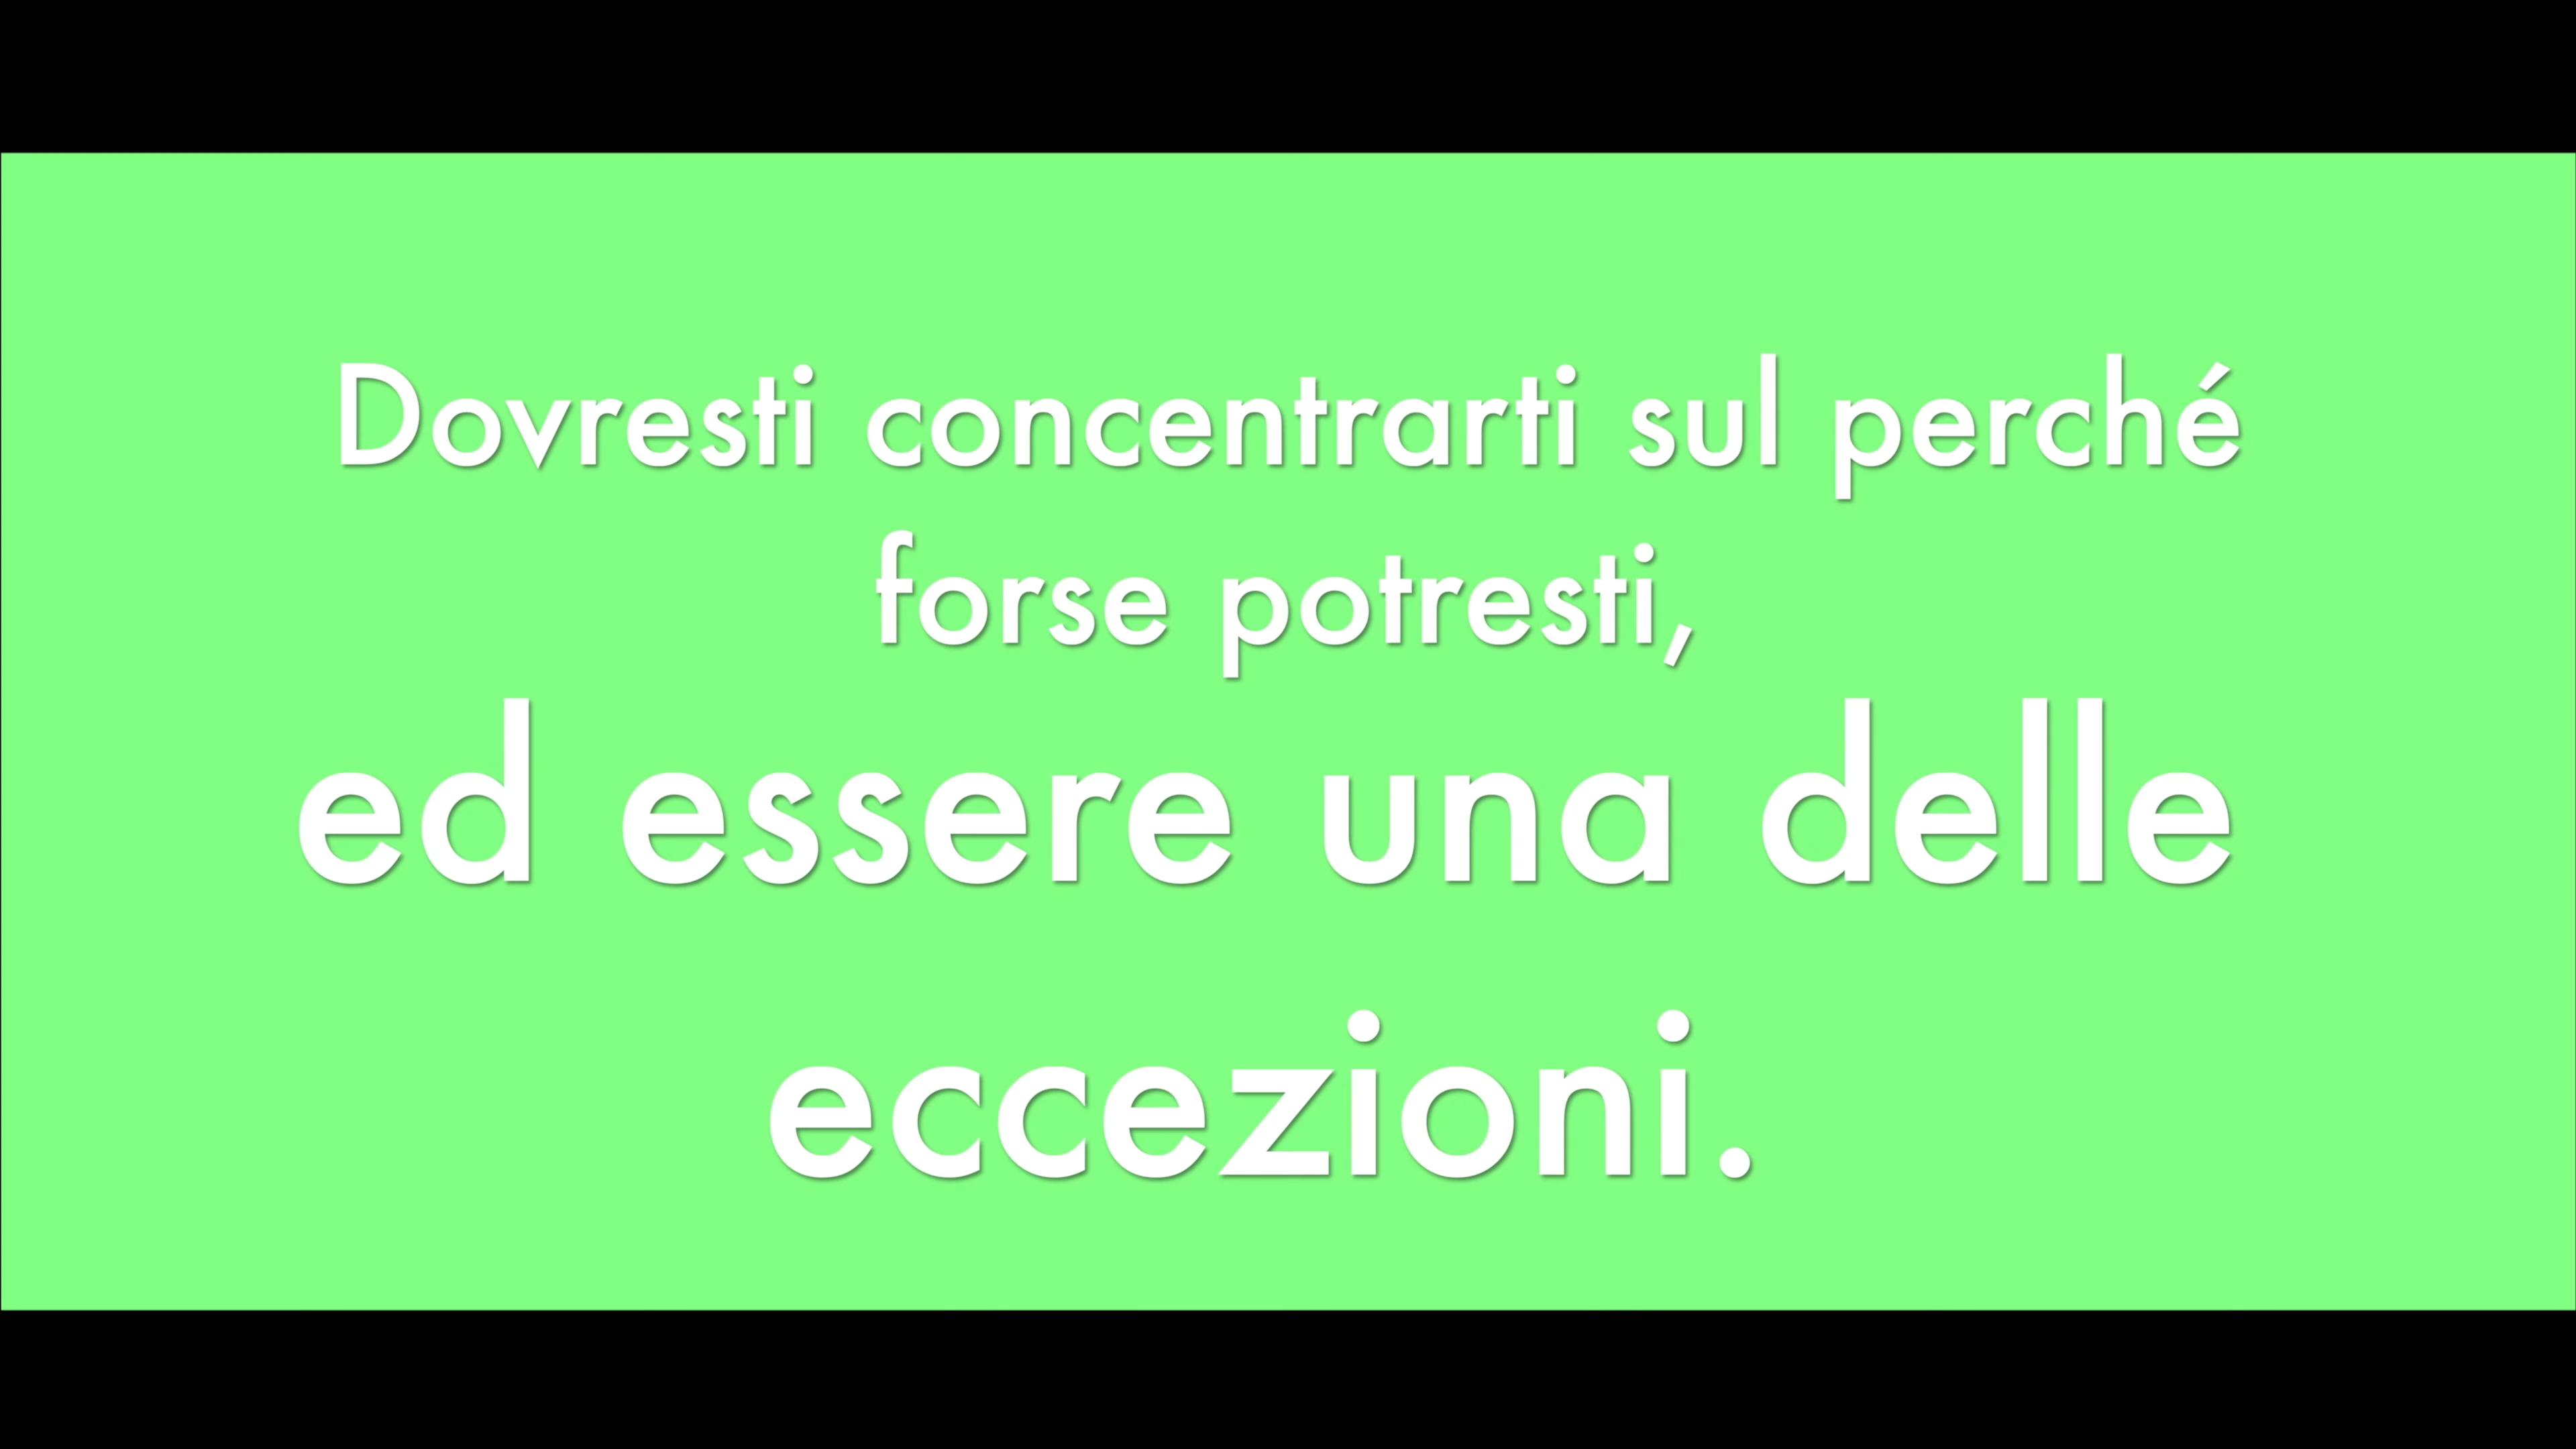 Dovresti concentrarti sul perché
forse potresti,
ed essere una delle
eccezioni.